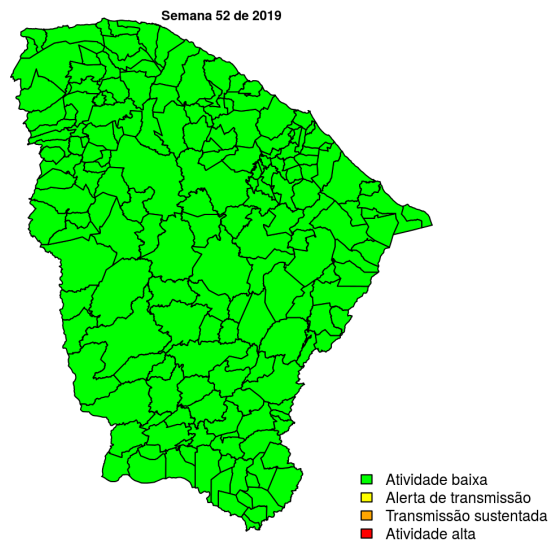 Semana 52 de 2019
Atividade baixa
Alerta de transmissão
Transmissão sustentada
Atividade alta